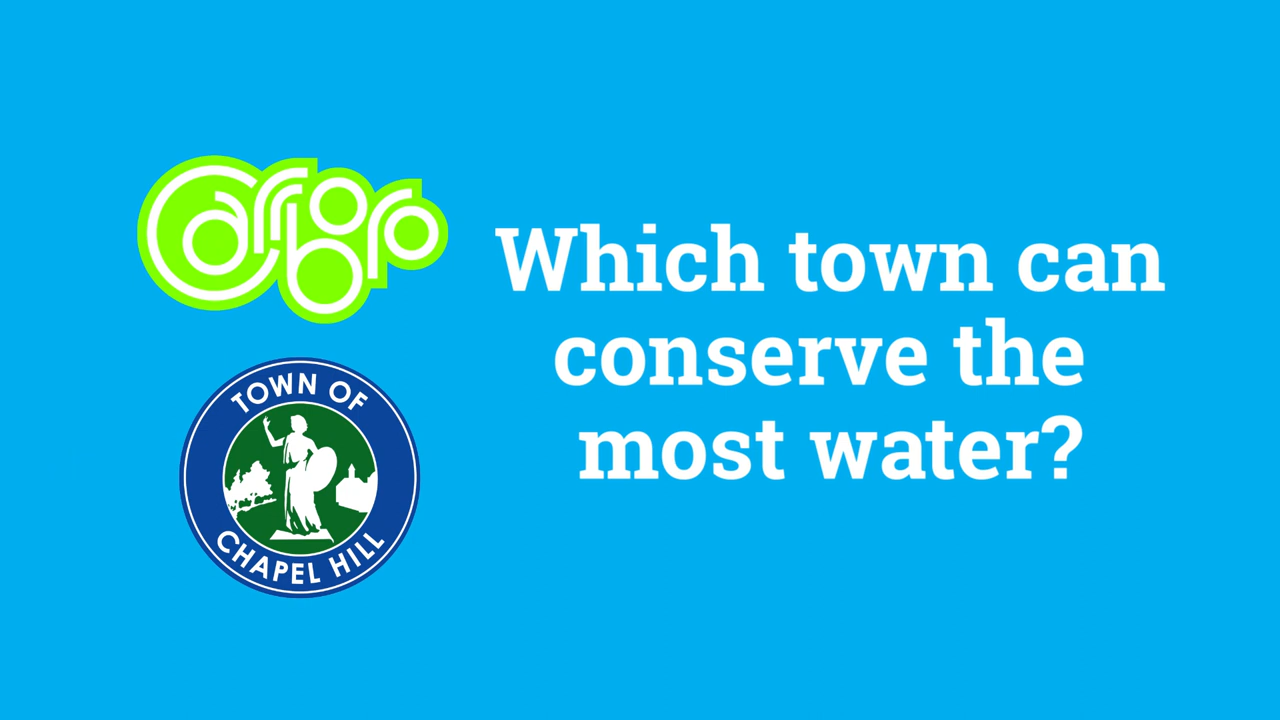 Carrboro
TOWN OF
CHAPEL HILL
Which town can
conserve the
most water?